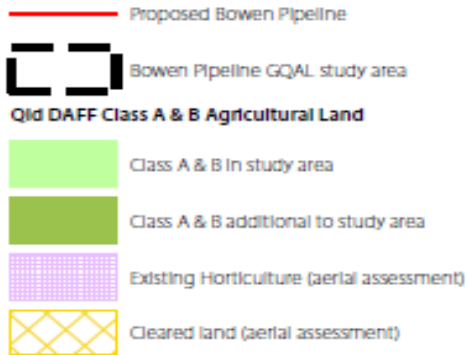 Proposed Bowen Pipeline
Bowen Pipeline GQAL study area
Qld DAFF Class A & B Agricultural Land
Class A & B in study area
Class A & B additional to study area
Existing Horticulture (aerial assessment)
Cleared land (aerial assessment)